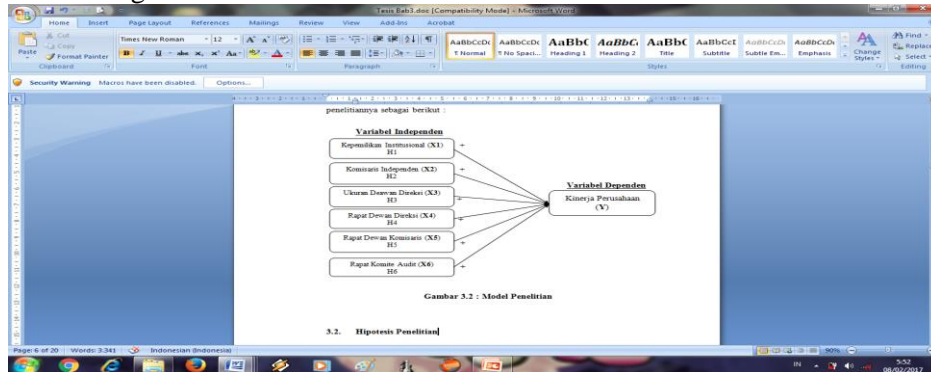 Tesis Bab3.doc [Compatibility Mode] - Microsoft Word
Home Insert Page Layout References Mailings Review View Add-Ins Acrobat
Cut
Copy
Format Painter
Paste
Clipboard
Times New Roman 12
Font
Paragraph
AaBbCcDc AaBbCcDc AaBbC AaBbC AaBbC AaBbCcI AaBbCcDc AaBbCcDc
¶ Normal ¶ No Spaci... Heading 1 Heading 2 Title Subtitle Subtle Em... Emphasis
Change Styles
Styles
Find
Replace
Select
Editing
Security Warning Macros have been disabled. Options...
penelitiannya sebagai berikut :
Variabel Independen
Kepemilikan Institusional (X1)
H1
+
Komisaris Independen (X2)
H2
+
Ukuran Deawan Direksi (X3)
H3
+
Rapat Dewan Direksi (X4)
H4
+
Rapat Dewan Komisaris (X5)
H5
+
Rapat Komite Audit (X6)
H6
+
Variabel Dependen
Kinerja Perusahaan
(Y)
Gambar 3.2 : Model Penelitian
3.2. Hipotesis Penelitian
Page: 6 of 20 Words: 3.341 Indonesian (Indonesia) 90%
IN 5:52
08/02/2017